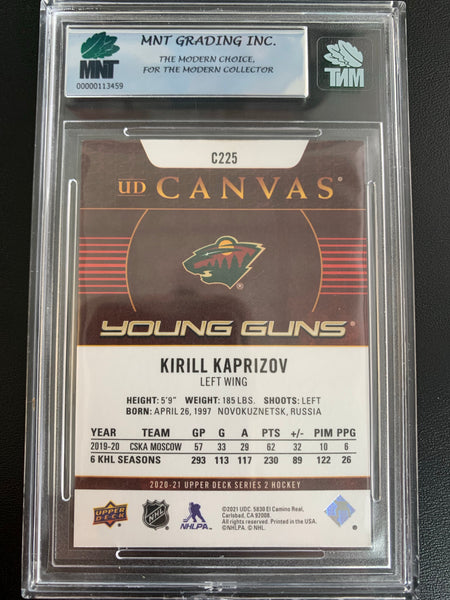 MNT GRADING INC.
THE MODERN CHOICE,
FOR THE MODERN COLLECTOR
MNT
00000113459
MNT
C225
UD CANVAS®
YOUNG GUNS®
KIRILL KAPRIZOV
LEFT WING
HEIGHT: 5'9" WEIGHT: 185 LBS. SHOOTS: LEFT
BORN: APRIL 26, 1997 NOVOKUZNETSK, RUSSIA
YEAR TEAM GP G A PTS +/- PIM PPG
2019-20 CSKA MOSCOW 57 33 29 62 32 10 6
6 KHL SEASONS 293 113 117 230 89 122 26
2020-21 UPPER DECK SERIES 2 HOCKEY
UPPER DECK
NHL
NHLPA
©2021 UDC. 5830 El Camino Real,
Carlsbad, CA 92008.
All rights reserved. Printed in the USA.
©NHLPA. © NHL.